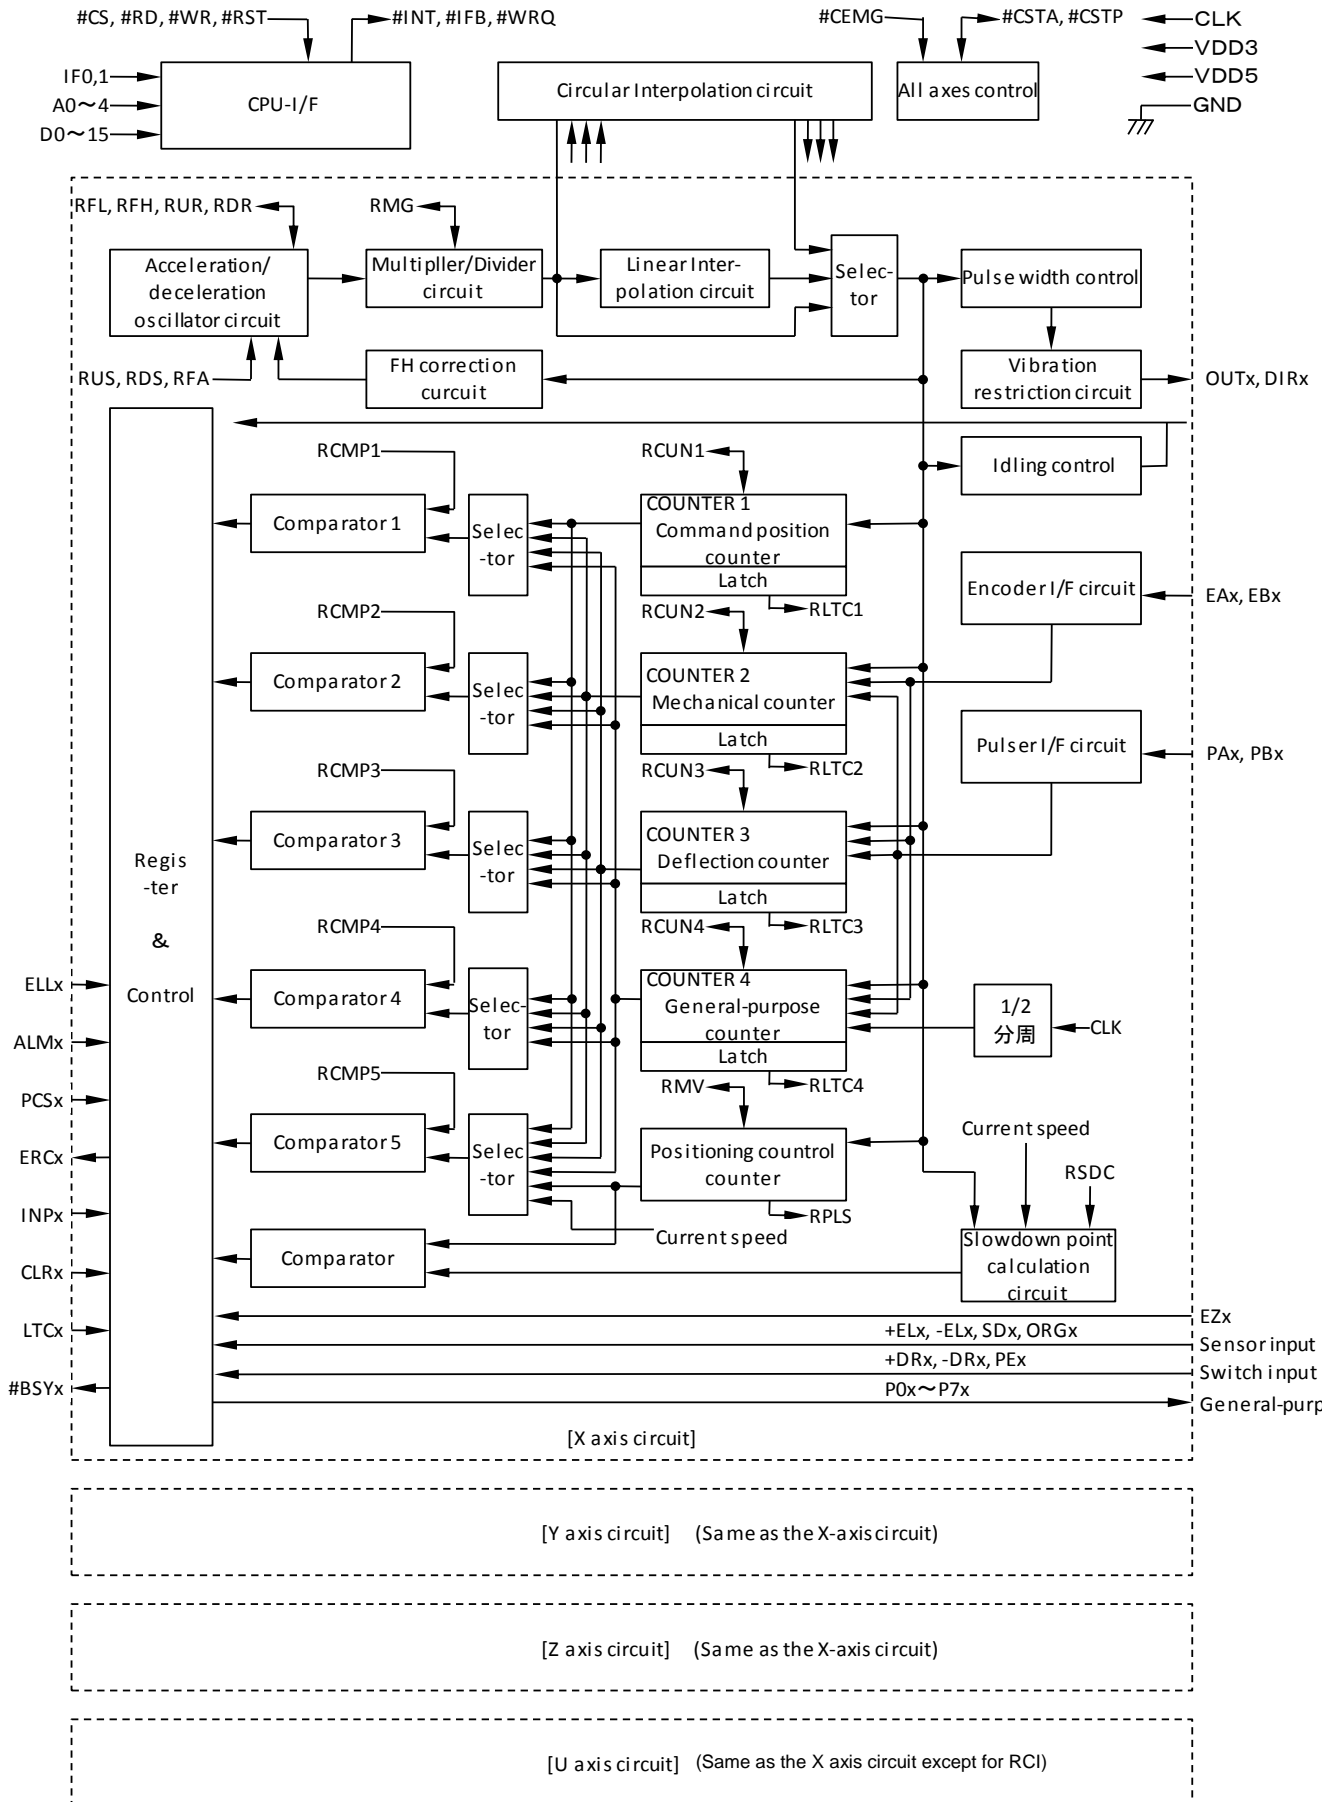 #CS, #RD, #WR, #RST
#INT, #IFB, #WRQ
#CEMG
#CSTA, #CSTP
CLK
VDD3
VDD5
GND
IF0,1
A0～4
D0～15
CPU-I/F
Circular Interpolation circuit
All axes control
RFL, RFH, RUR, RDR
RMG
Acceleration/
deceleration
oscillator circuit
Multipller/Divider
circuit
Linear Inter-
polation circuit
Selec-
tor
Pulse width control
RUS, RDS, RFA
FH correction
curcuit
Vibration
restriction circuit
OUTx, DIRx
RCMP1
RCUN1
Idling control
Comparator 1
Selec
-tor
COUNTER 1
Command position
counter
Latch
RLTC1
Encoder I/F circuit
EAx, EBx
RCMP2
RCUN2
Comparator 2
Selec
-tor
COUNTER 2
Mechanical counter
Latch
RLTC2
Pulser I/F circuit
PAx, PBx
RCMP3
RCUN3
Comparator 3
Selec
-tor
COUNTER 3
Deflection counter
Latch
RLTC3
Regis
-ter
&
Control
RCMP4
RCUN4
Comparator 4
Selec-
tor
COUNTER 4
General-purpose
counter
Latch
RLTC4
1/2
分周
CLK
ELLx
ALMx
PCSx
ERCx
INPx
CLRx
LTCx
#BSYx
RCMP5
RMV
Comparator 5
Selec
-tor
Positioning countrol
counter
RPLS
Current speed
RSDC
Current speed
Comparator
Slowdown point
calculation
circuit
EZx
+ELx, -ELx, SDx, ORGx
Sensor input
+DRx, -DRx, PEx
Switch input
P0x～P7x
General-purp
[X axis circuit]
[Y axis circuit] (Same as the X-axis circuit)
[Z axis circuit] (Same as the X-axis circuit)
[U axis circuit] (Same as the X axis circuit except for RCI)